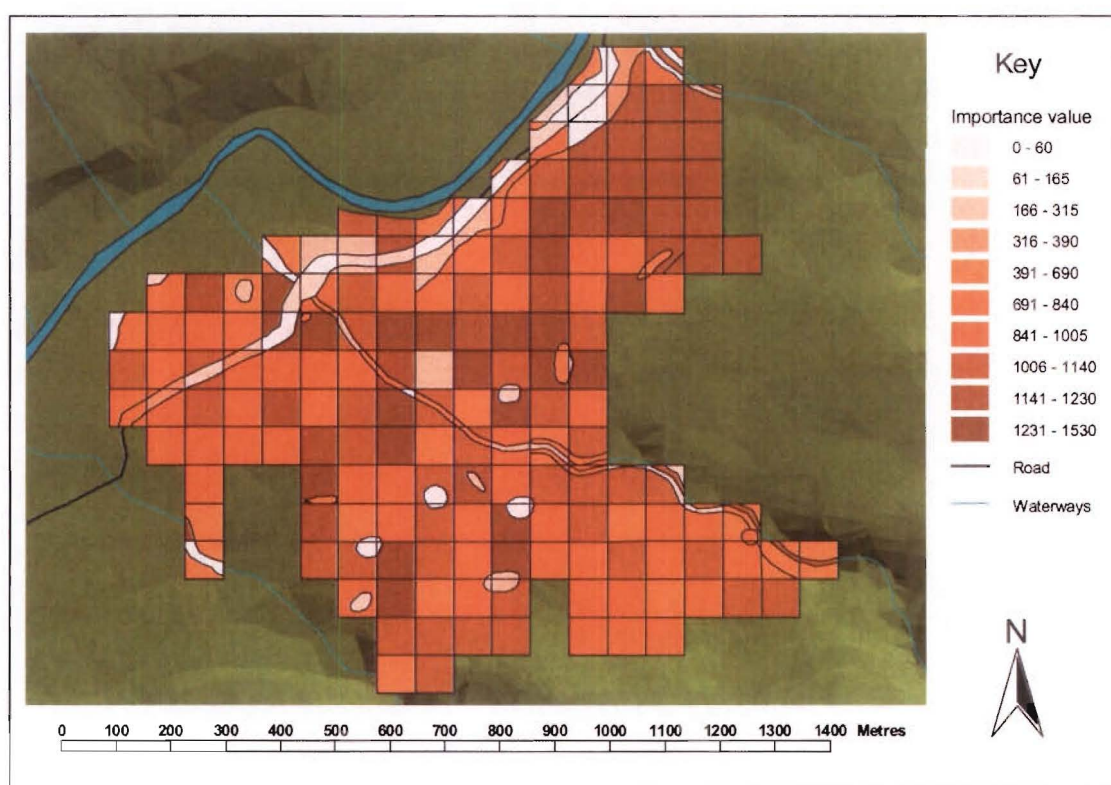 Key
Importance value
0 - 60
61 - 165
166 - 315
316 - 390
391 - 690
691 - 840
841 - 1005
1006 - 1140
1141 - 1230
1231 - 1530
Road
Waterways
N
0 100 200 300 400 500 600 700 800 900 1000 1100 1200 1300 1400 Metres